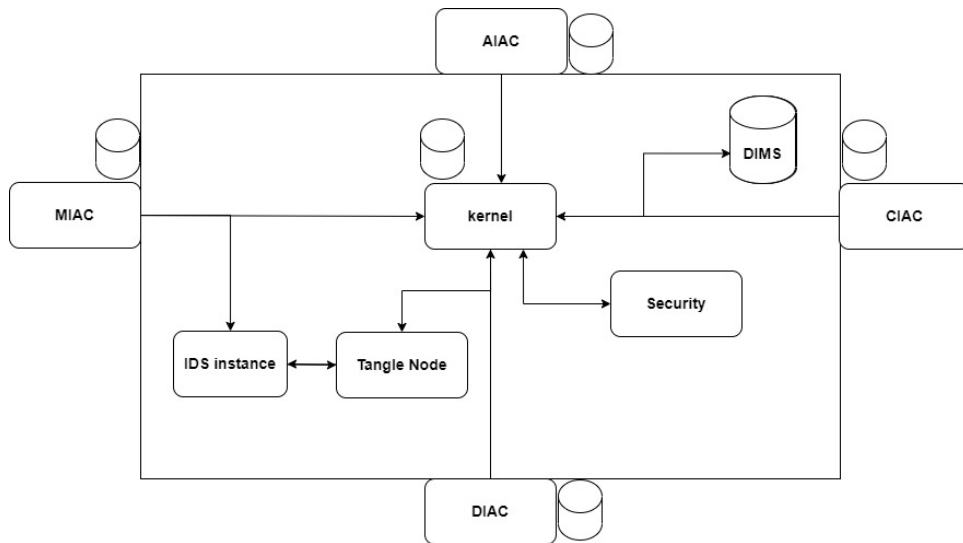 AIAC
DIMS
MIAC
kernel
CIAC
Security
IDS instance
Tangle Node
DIAC